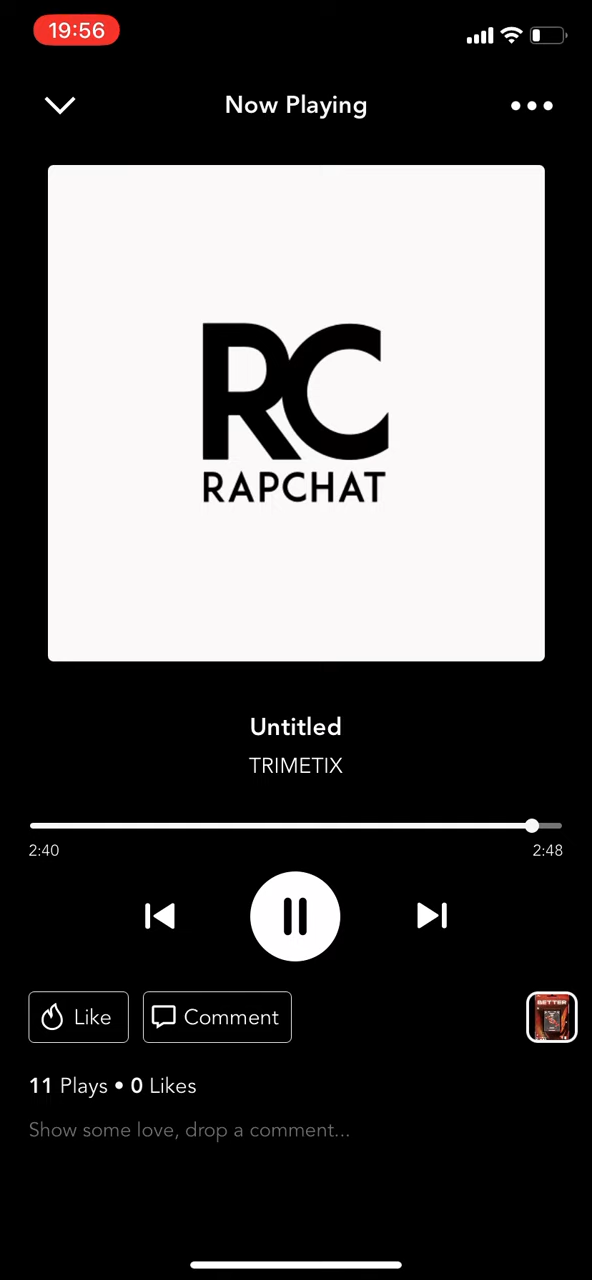 19:56
Now Playing
RC
RAPCHAT
Untitled
TRIMETIX
2:40
2:48
Like
Comment
BETTER
11 Plays • 0 Likes
Show some love, drop a comment...